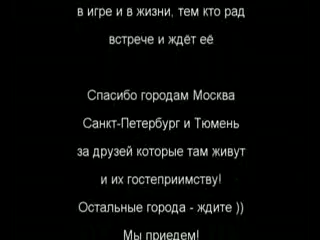 в игре и в жизни, тем кто рад
встрече и ждёт её
Спасибо городам Москва
Санкт-Петербург и Тюмень
за друзей которые там живут
и их гостеприимству!
Остальные города - ждите ))
Мы приедем!